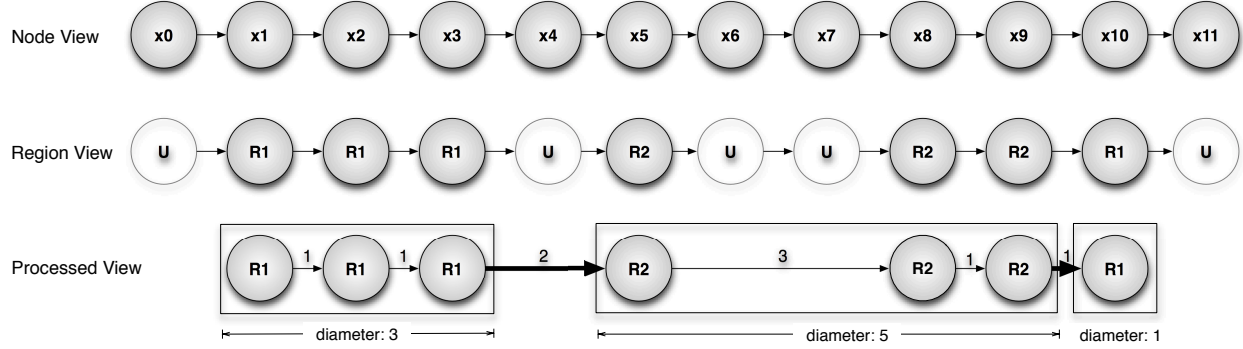 Node View x0 x1 x2 x3 x4 x5 x6 x7 x8 x9 x10 x11
Region View U R1 R1 R1 U R2 U U R2 R2 R1 U
Processed View R1 1 R1 1 R1 2 R2 3 R2 1 R2 1 R1
diameter: 3 diameter: 5 diameter: 1